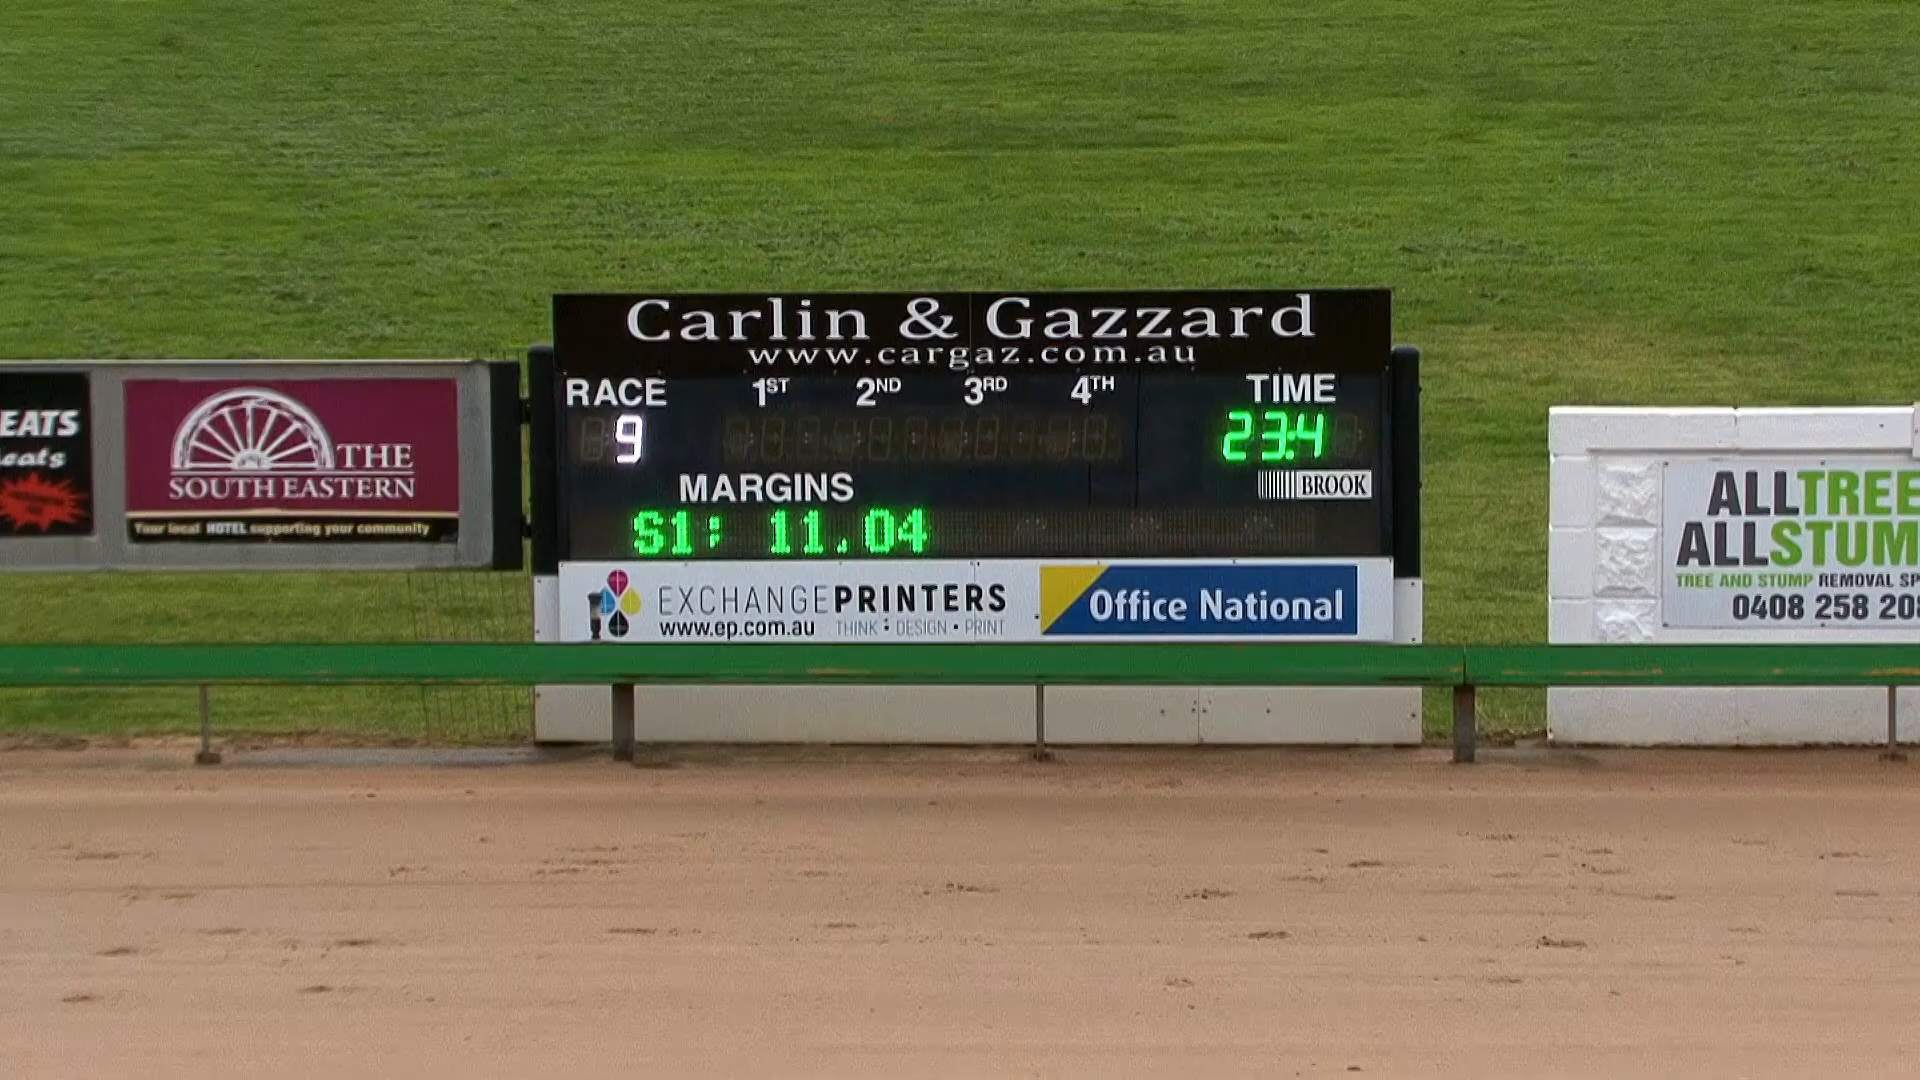 Carlin & Gazzard
www.cargaz.com.au
RACE 1ST 2ND 3RD 4TH TIME
9 23:4
MARGINS
BROOK
S1: 11.04
EXCHANGEPRINTERS
www.ep.com.au THINK • DESIGN • PRINT
Office National
EATS
eats
THE
SOUTH EASTERN
Your local HOTEL supporting your community
ALLTREE
ALLSTUM
TREE AND STUMP REMOVAL SP
0408 258 20